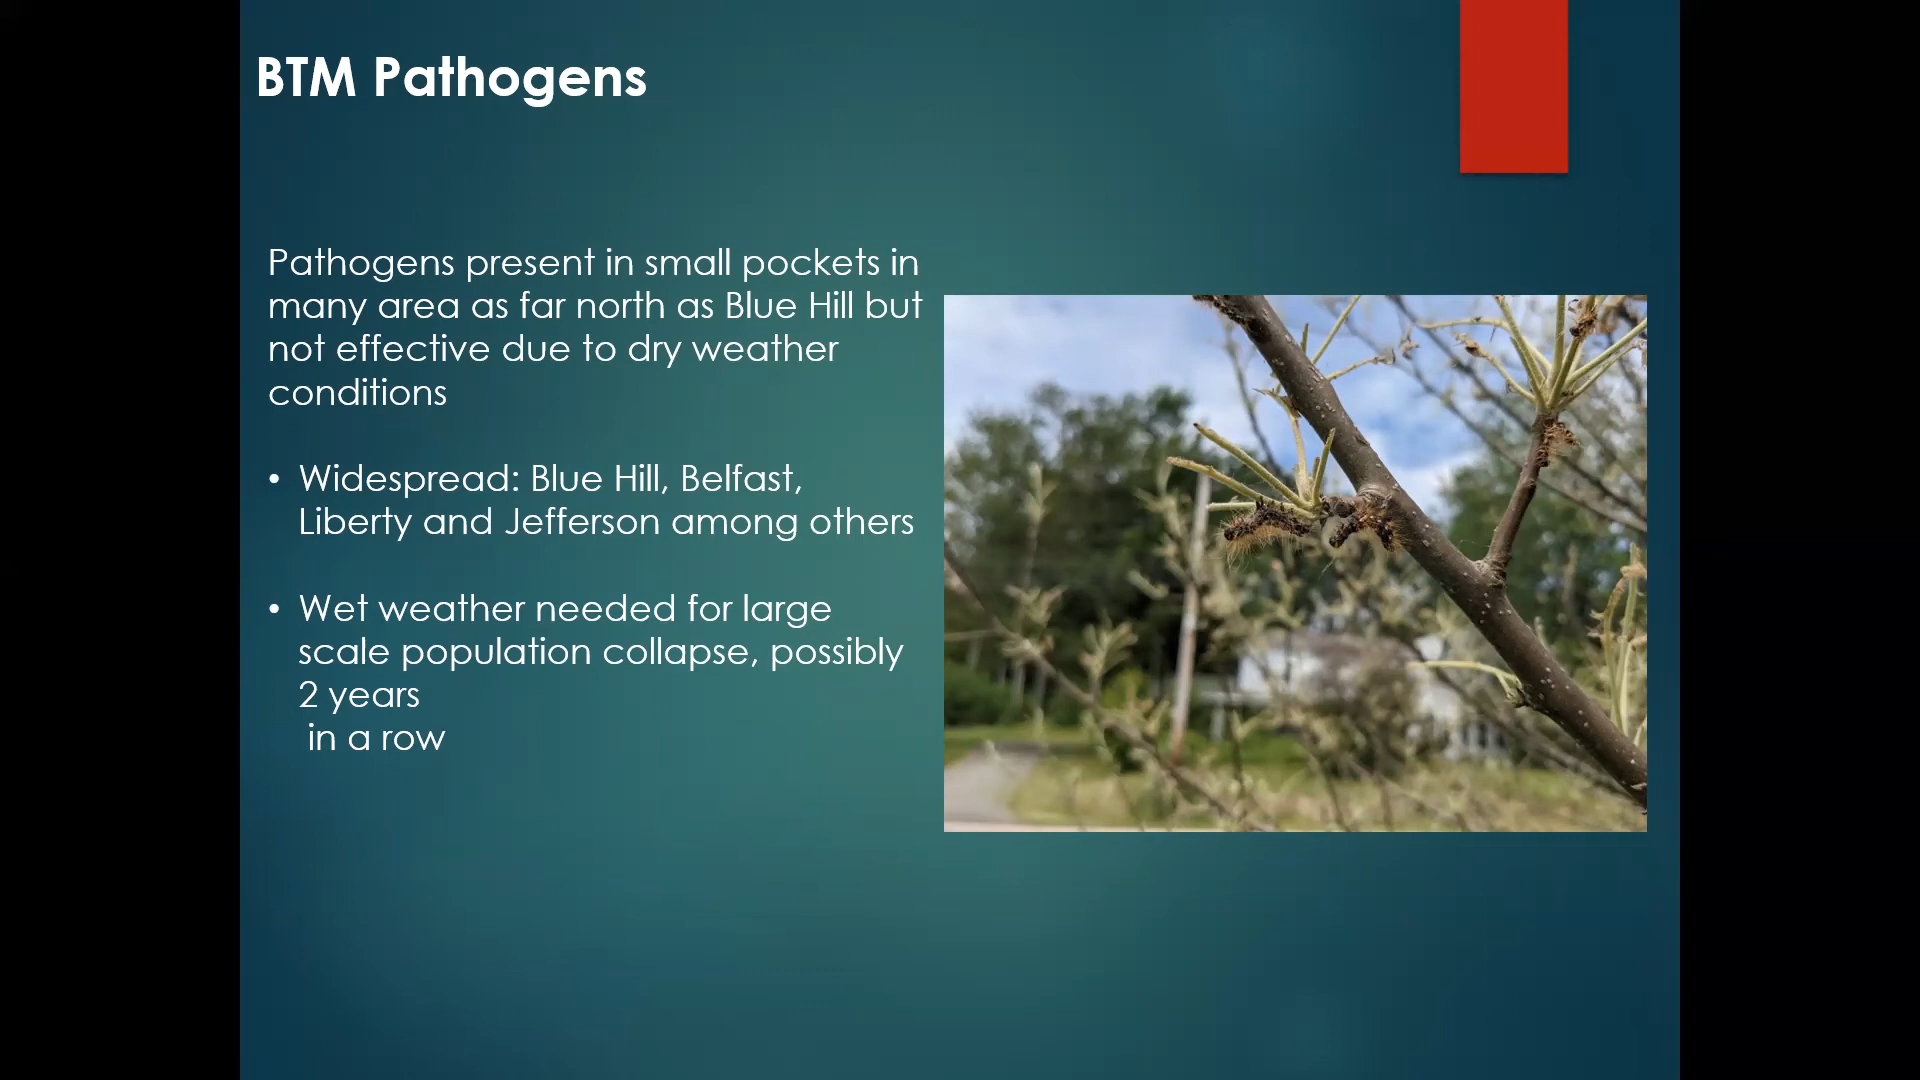 BTM Pathogens
Pathogens present in small pockets in
many area as far north as Blue Hill but
not effective due to dry weather
conditions
• Widespread: Blue Hill, Belfast,
Liberty and Jefferson among others
• Wet weather needed for large
scale population collapse, possibly
2 years
in a row